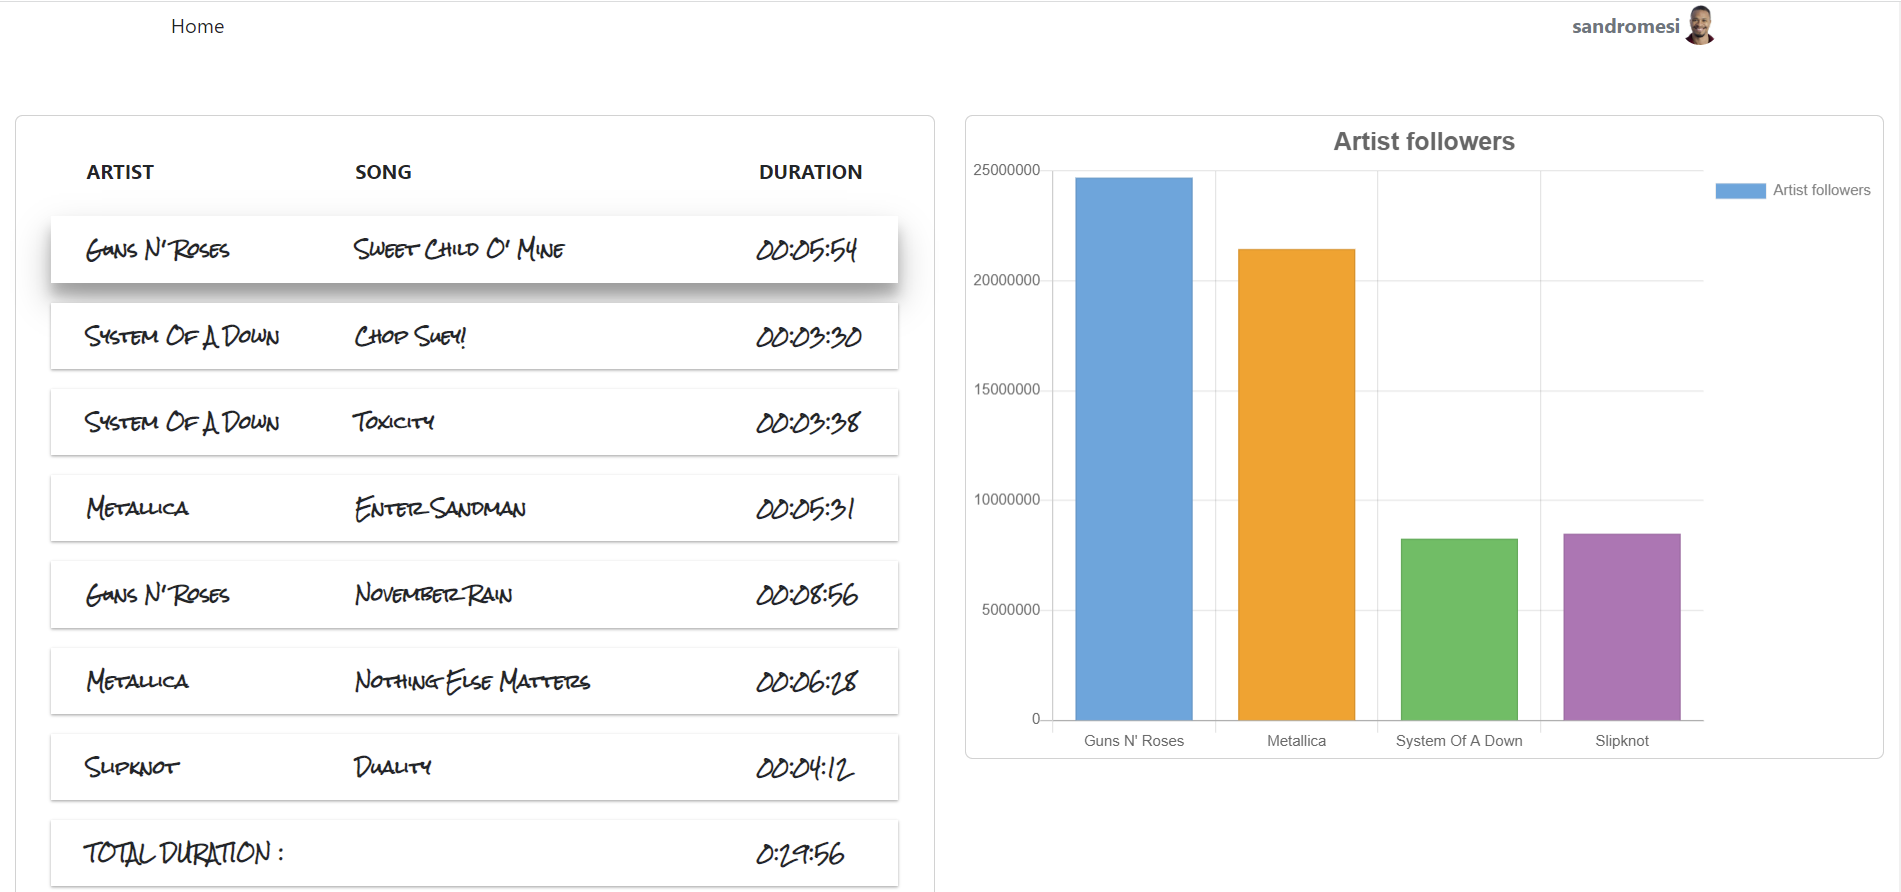 Home
sandromesi
ARTIST SONG DURATION
Guns N' Roses Sweet Child O' Mine 00:05:54
System Of A Down Chop Suey! 00:03:30
System Of A Down Toxicity 00:03:38
Metallica Enter Sandman 00:05:31
Guns N' Roses November Rain 00:08:56
Metallica Nothing Else Matters 00:06:28
Slipknot Duality 00:04:12
TOTAL DURATION : 0:29:56
Artist followers
Artist followers
25000000
20000000
15000000
10000000
5000000
0
Guns N' Roses Metallica System Of A Down Slipknot